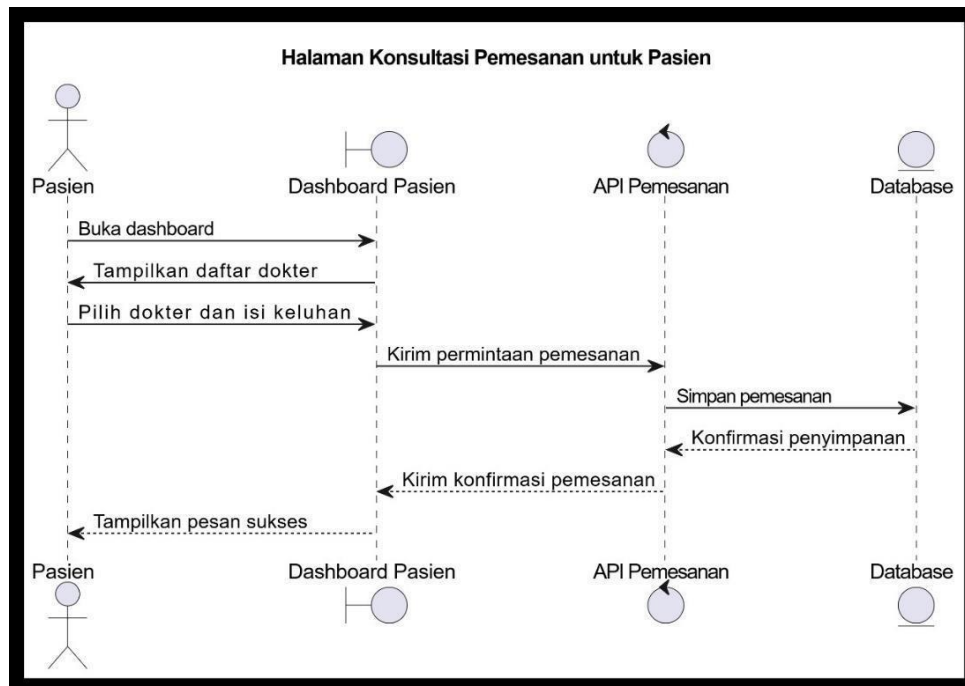 Halaman Konsultasi Pemesanan untuk Pasien
Pasien
Dashboard Pasien
API Pemesanan
Database
Buka dashboard
Tampilkan daftar dokter
Pilih dokter dan isi keluhan
Kirim permintaan pemesanan
Simpan pemesanan
Konfirmasi penyimpanan
Kirim konfirmasi pemesanan
Tampilkan pesan sukses
Pasien
Dashboard Pasien
API Pemesanan
Database